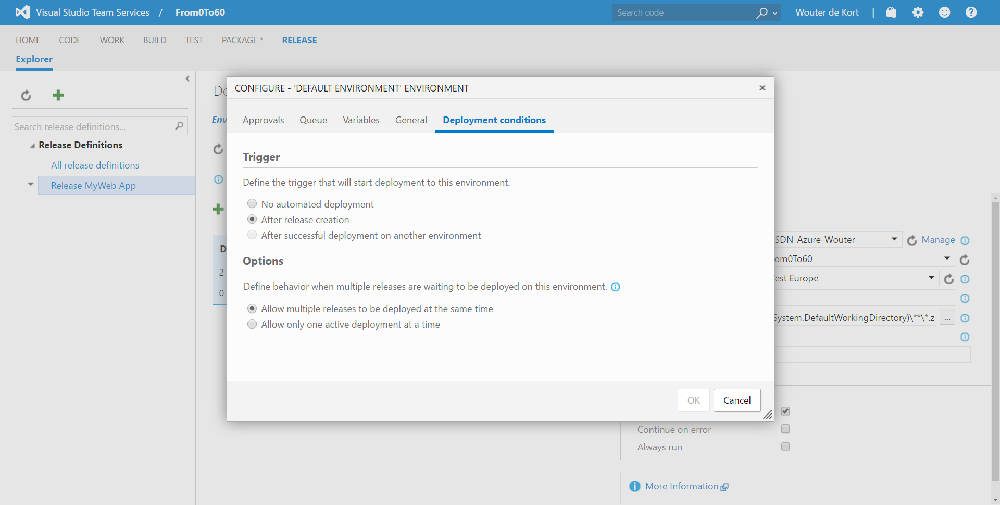 Visual Studio Team Services / From0To60
Search code
Wouter de Kort |
HOME CODE WORK BUILD TEST PACKAGE * RELEASE
Explorer
Search release definitions...
Release Definitions
All release definitions
Release MyWeb App
CONFIGURE - 'DEFAULT ENVIRONMENT' ENVIRONMENT
Approvals Queue Variables General Deployment conditions
Trigger
Define the trigger that will start deployment to this environment.
No automated deployment
After release creation
After successful deployment on another environment
Options
Define behavior when multiple releases are waiting to be deployed on this environment.
Allow multiple releases to be deployed at the same time
Allow only one active deployment at a time
OK Cancel
De
Env
D
2
0
SDN-Azure-Wouter Manage
om0To60
est Europe
System.DefaultWorkingDirectory)\**\*.z ...
Continue on error
Always run
More Information